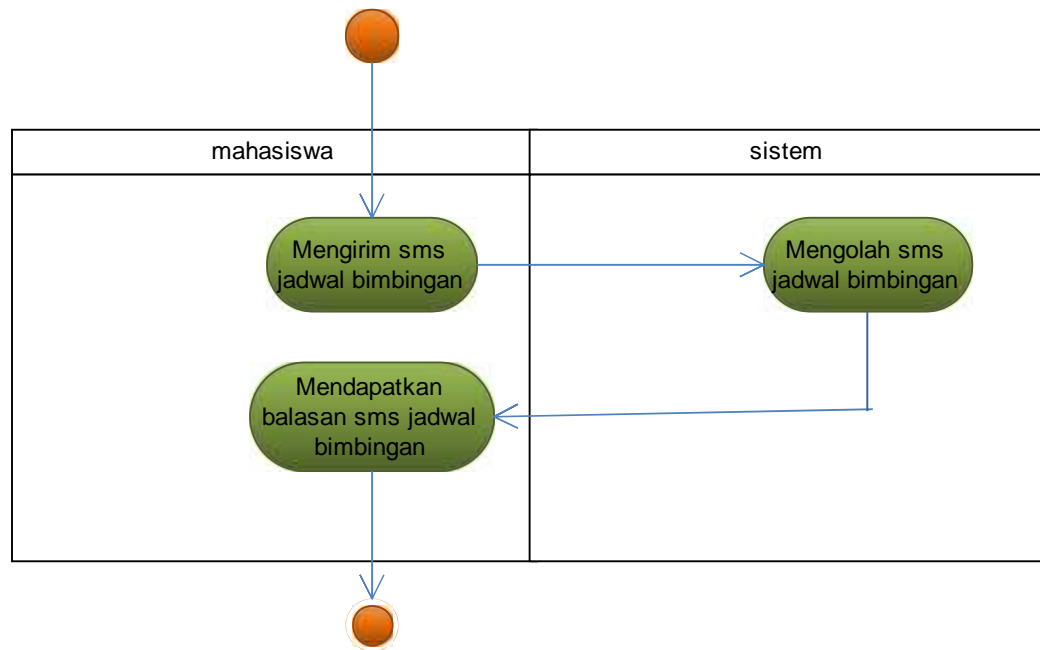 mahasiswa
sistem
Mengirim sms
jadwal bimbingan
Mengolah sms
jadwal bimbingan
Mendapatkan
balasan sms jadwal
bimbingan